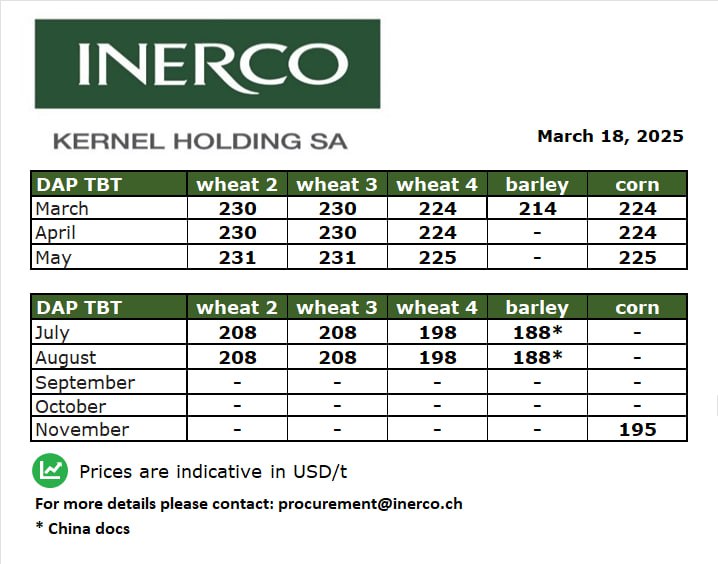 INERCO
KERNEL HOLDING SA
March 18, 2025
DAP TBT wheat 2 wheat 3 wheat 4 barley corn
March 230 230 224 214 224
April 230 230 224 - 224
May 231 231 225 - 225
DAP TBT wheat 2 wheat 3 wheat 4 barley corn
July 208 208 198 188* -
August 208 208 198 188* -
September - - - - -
October - - - - -
November - - - - 195
Prices are indicative in USD/t
For more details please contact: procurement@inerco.ch
* China docs